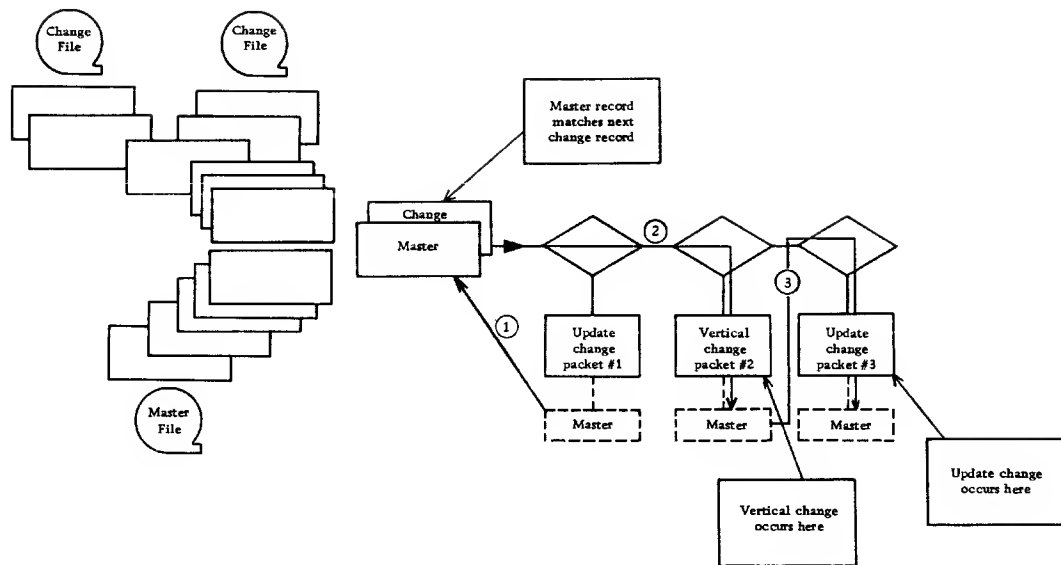 Change
File
Change
File
Master record
matches next
change record
Change
Master
2
3
1
Update
change
packet #1
Vertical
change
packet #2
Update
change
packet #3
Master
Master
Master
Master
File
Update change
occurs here
Vertical change
occurs here